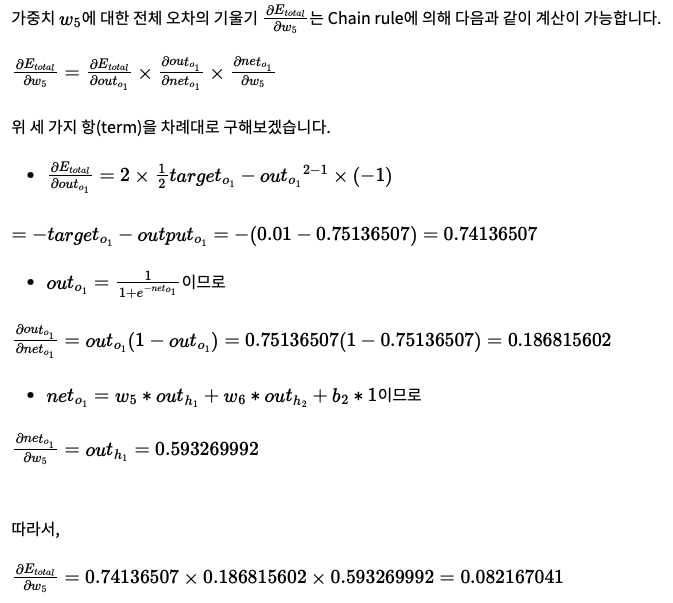 가중치 $w_5$에 대한 전체 오차의 기울기 $\frac{\partial E_{total}}{\partial w_5}$는 Chain rule에 의해 다음과 같이 계산이 가능합니다.
$\frac{\partial E_{total}}{\partial w_5} = \frac{\partial E_{total}}{\partial out_{o_1}} \times \frac{\partial out_{o_1}}{\partial net_{o_1}} \times \frac{\partial net_{o_1}}{\partial w_5}$
위 세 가지 항(term)을 차례대로 구해보겠습니다.
• $\frac{\partial E_{total}}{\partial out_{o_1}} = 2 \times \frac{1}{2} target_{o_1} - out_{o_1}{}^{2-1} \times (-1)$
$= -target_{o_1} - output_{o_1} = -(0.01 - 0.75136507) = 0.74136507$
• $out_{o_1} = \frac{1}{1+e^{-net_{o_1}}}$이므로
$\frac{\partial out_{o_1}}{\partial net_{o_1}} = out_{o_1}(1 - out_{o_1}) = 0.75136507(1 - 0.75136507) = 0.186815602$
• $net_{o_1} = w_5 * out_{h_1} + w_6 * out_{h_2} + b_2 * 1$이므로
$\frac{\partial net_{o_1}}{\partial w_5} = out_{h_1} = 0.593269992$
따라서,
$\frac{\partial E_{total}}{\partial w_5} = 0.74136507 \times 0.186815602 \times 0.593269992 = 0.082167041$